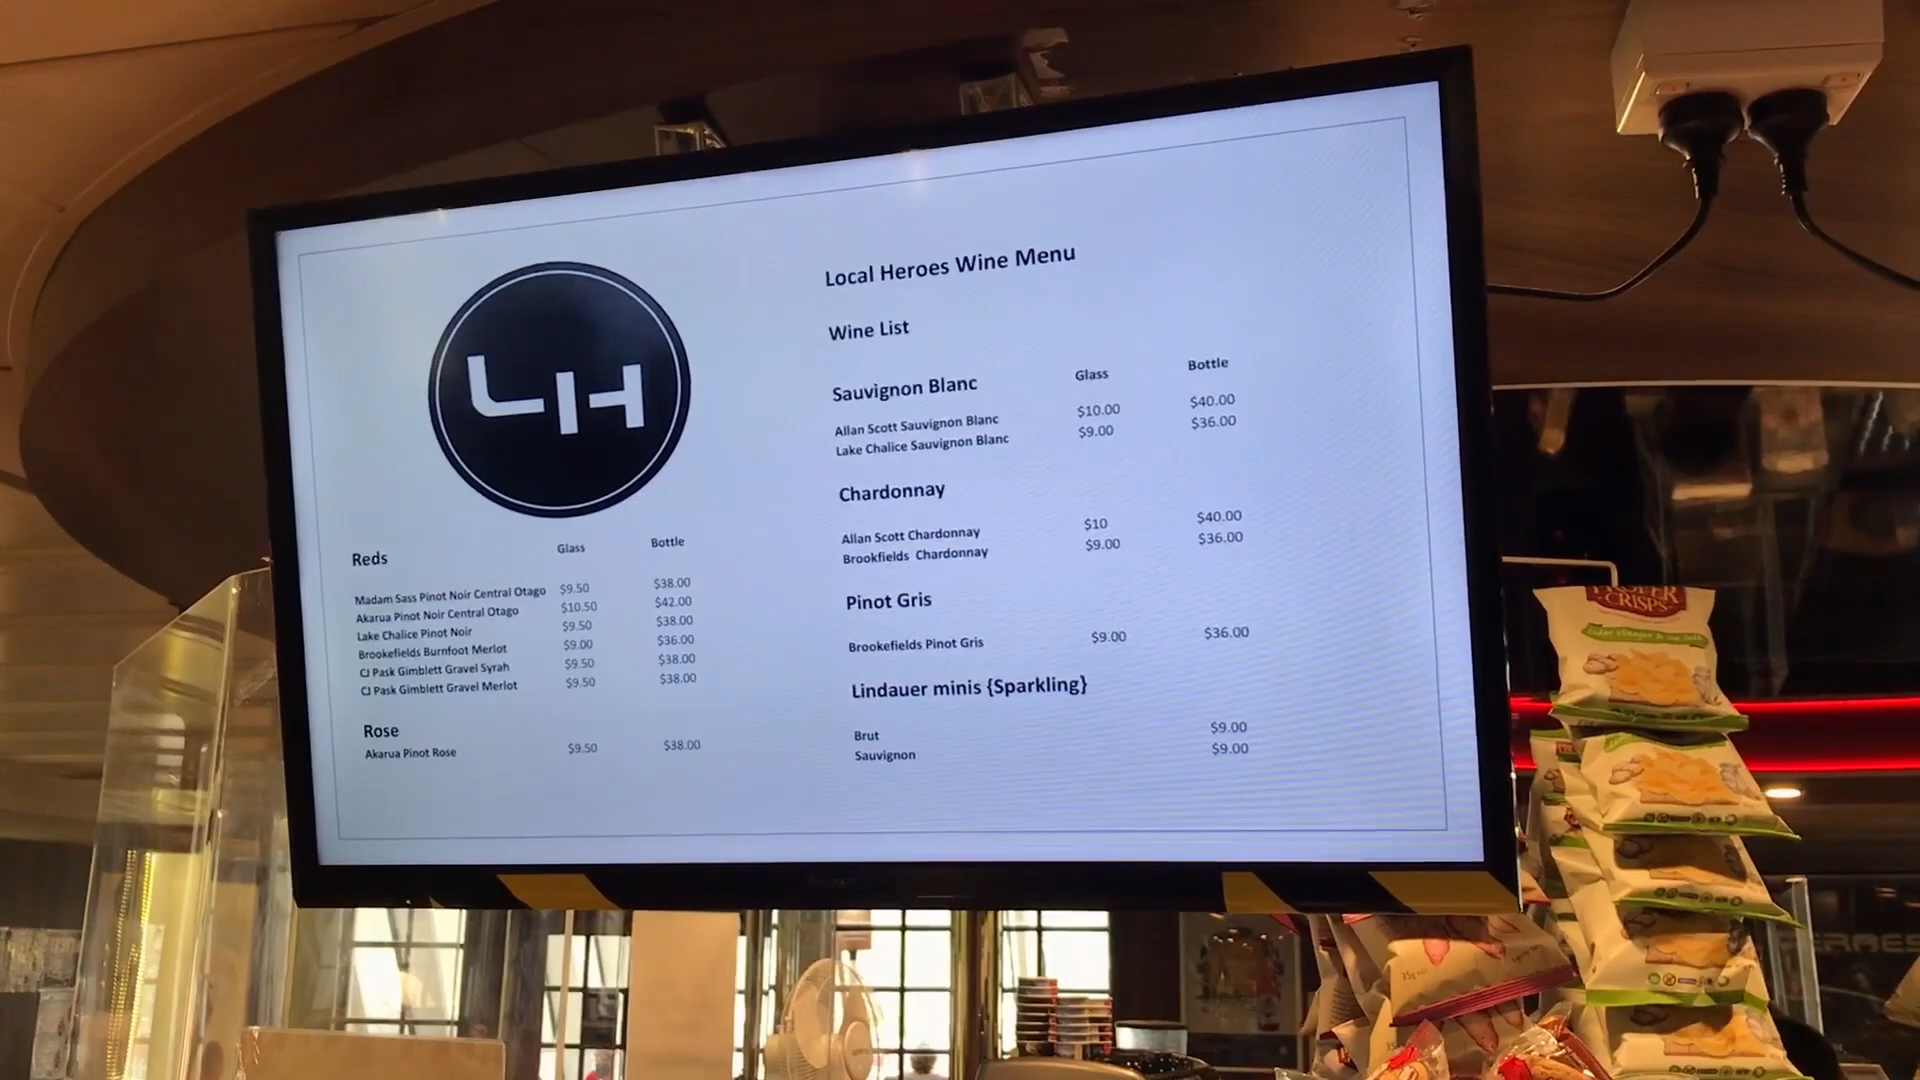 LH
Reds Glass Bottle
Madam Sass Pinot Noir Central Otago $9.50 $38.00
Akarua Pinot Noir Central Otago $10.50 $42.00
Lake Chalice Pinot Noir $9.50 $38.00
Brookefields Burnfoot Merlot $9.00 $36.00
CJ Pask Gimblett Gravel Syrah $9.50 $38.00
CJ Pask Gimblett Gravel Merlot $9.50 $38.00
Rose
Akarua Pinot Rose $9.50 $38.00
Local Heroes Wine Menu
Wine List
Sauvignon Blanc Glass Bottle
Allan Scott Sauvignon Blanc $10.00 $40.00
Lake Chalice Sauvignon Blanc $9.00 $36.00
Chardonnay
Allan Scott Chardonnay $10 $40.00
Brookfields Chardonnay $9.00 $36.00
Pinot Gris
Brookefields Pinot Gris $9.00 $36.00
Lindauer minis {Sparkling}
Brut $9.00
Sauvignon $9.00
CRISPS